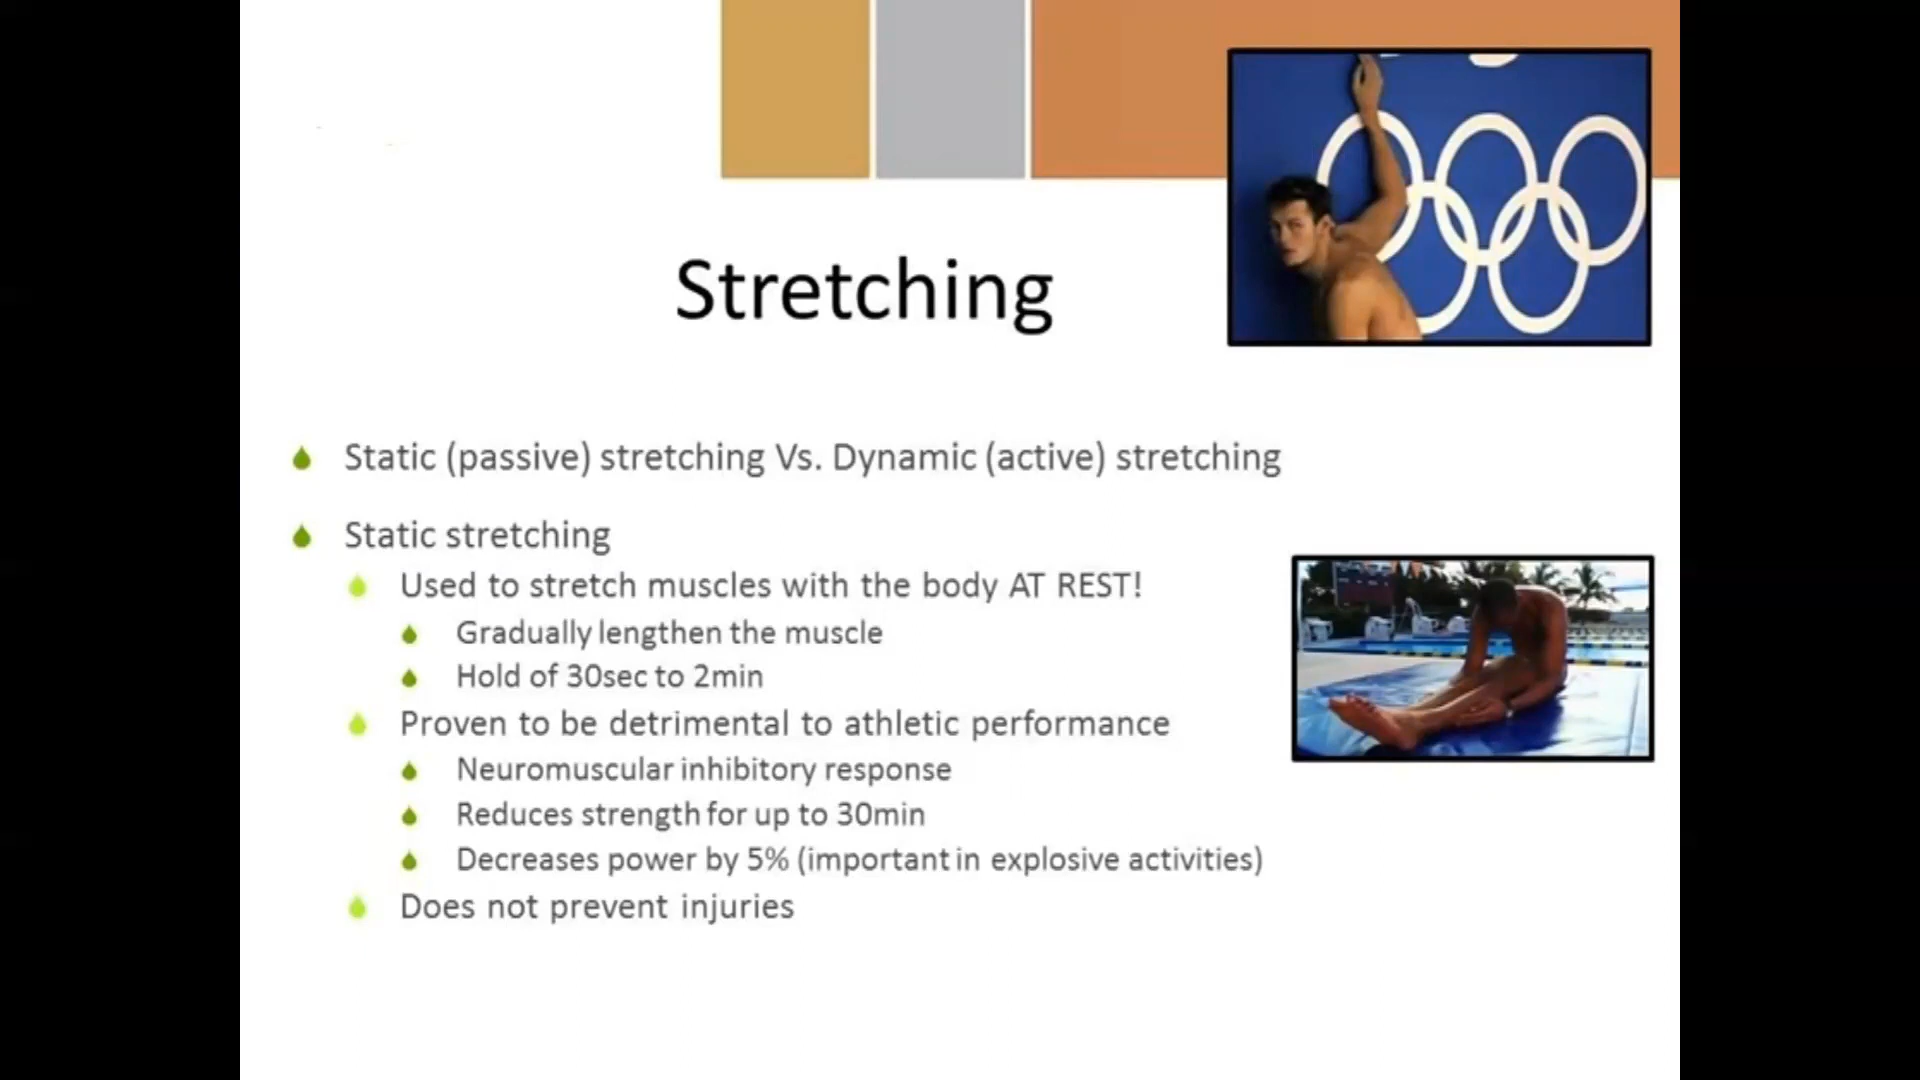 Stretching
Static (passive) stretching Vs. Dynamic (active) stretching
Static stretching
Used to stretch muscles with the body AT REST!
Gradually lengthen the muscle
Hold of 30sec to 2min
Proven to be detrimental to athletic performance
Neuromuscular inhibitory response
Reduces strength for up to 30min
Decreases power by 5% (important in explosive activities)
Does not prevent injuries